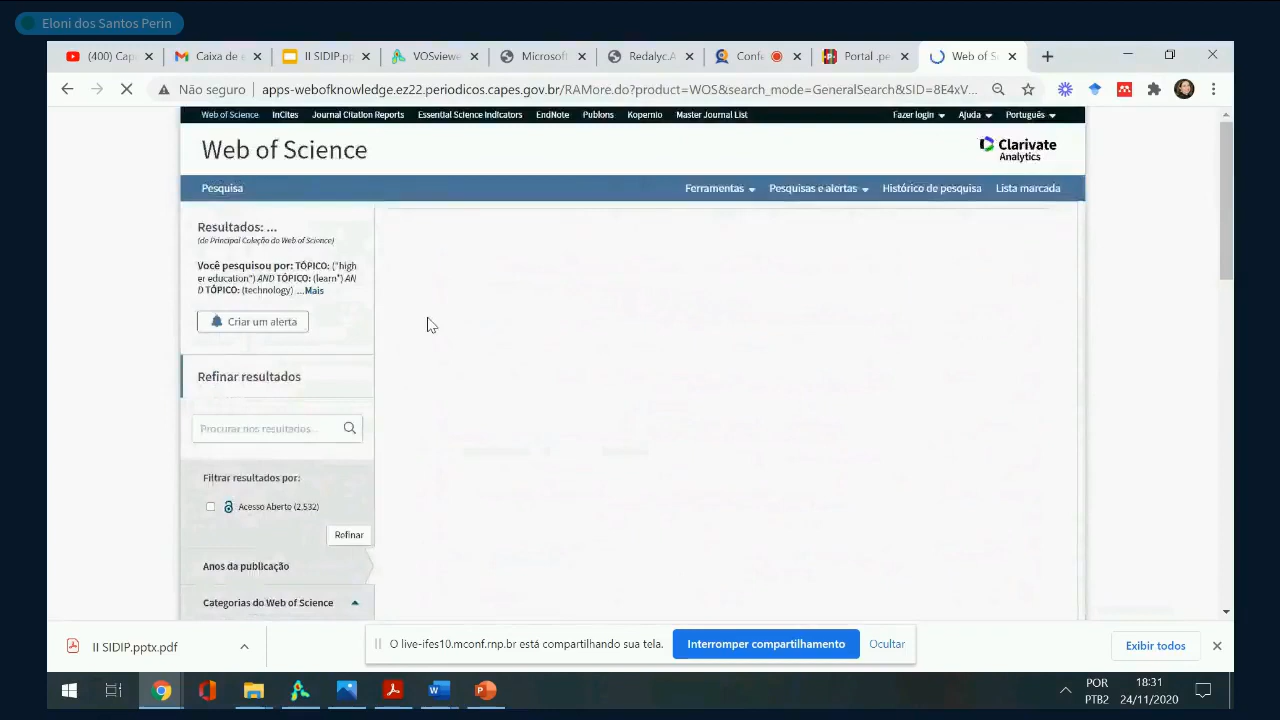 Eloni dos Santos Perin
(400) Cap
Caixa de e
II SIDIP.pp
VOSviewe
Microsoft
Redalyc.A
Confe
Portal .pe
Web of S
Não seguro | apps-webofknowledge.ez22.periodicos.capes.gov.br/RAMore.do?product=WOS&search_mode=GeneralSearch&SID=8E4xV...
Web of Science InCites Journal Citation Reports Essential Science Indicators EndNote Publons Kopernio Master Journal List Fazer login Ajuda Português
Web of Science
Clarivate
Analytics
Pesquisa Ferramentas Pesquisas e alertas Histórico de pesquisa Lista marcada
Resultados: ...
(de Principal Coleção do Web of Science)
Você pesquisou por: TÓPICO: ("high
er education") AND TÓPICO: (learn*) AN
D TÓPICO: (technology) ...Mais
Criar um alerta
Refinar resultados
Procurar nos resultados...
Filtrar resultados por:
Acesso Aberto (2,532)
Refinar
Anos da publicação
Categorias do Web of Science
II SIDIP.pptx.pdf
O live-ifes10.mconf.rnp.br está compartilhando sua tela.
Interromper compartilhamento
Ocultar
Exibir todos
POR
PTB2
18:31
24/11/2020